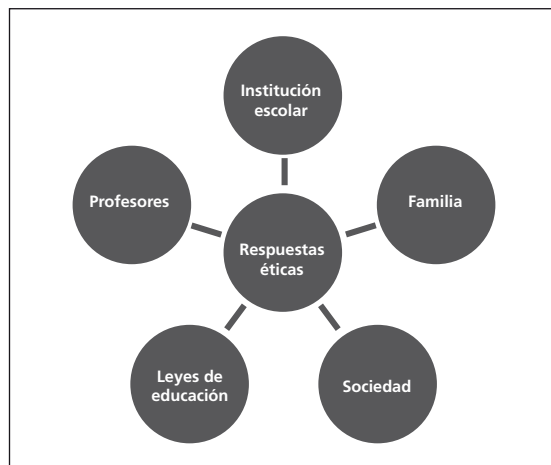 Institución
escolar
Profesores
Familia
Respuestas
éticas
Leyes de
educación
Sociedad